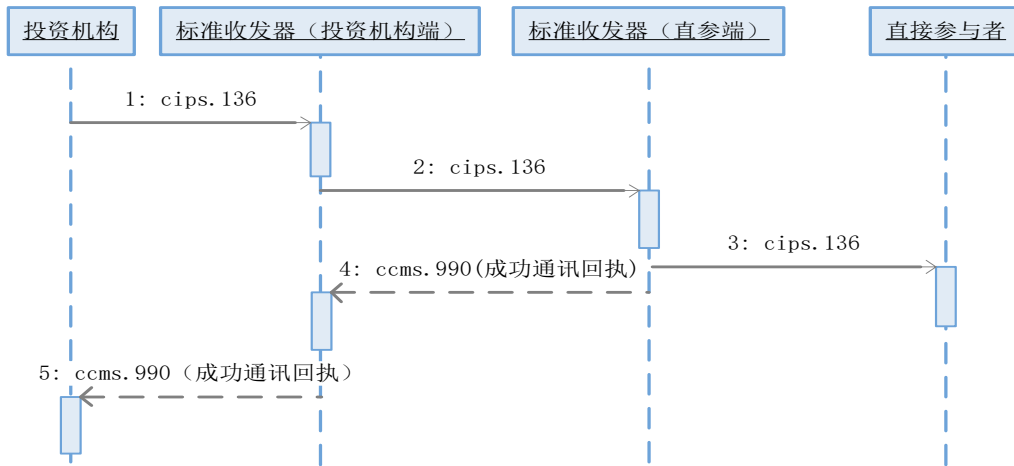 投资机构
标准收发器（投资机构端）
标准收发器（直参端）
直接参与者
1: cips.136
2: cips.136
3: cips.136
4: ccms.990(成功通讯回执)
5: ccms.990（成功通讯回执）